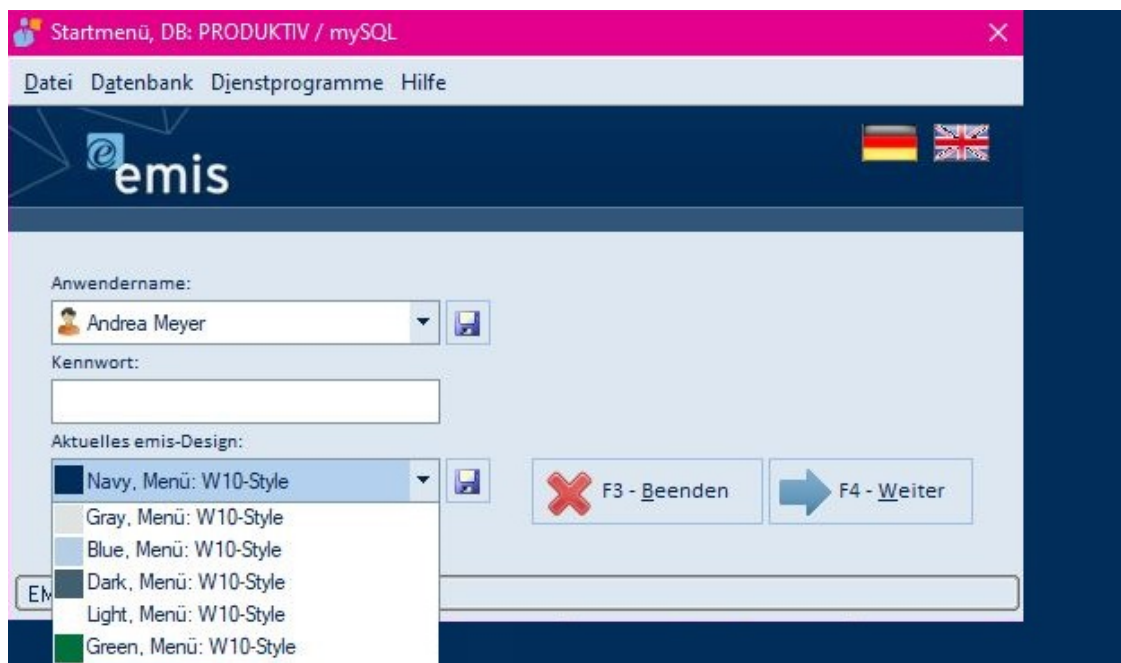 Startmenü, DB: PRODUKTIV / mySQL
Datei Datenbank Dienstprogramme Hilfe
e
emis
Anwendername:
Andrea Meyer
Kennwort:
Aktuelles emis-Design:
Navy, Menü: W10-Style
F3 - Beenden
F4 - Weiter
Gray, Menü: W10-Style
Blue, Menü: W10-Style
Dark, Menü: W10-Style
Light, Menü: W10-Style
Green, Menü: W10-Style